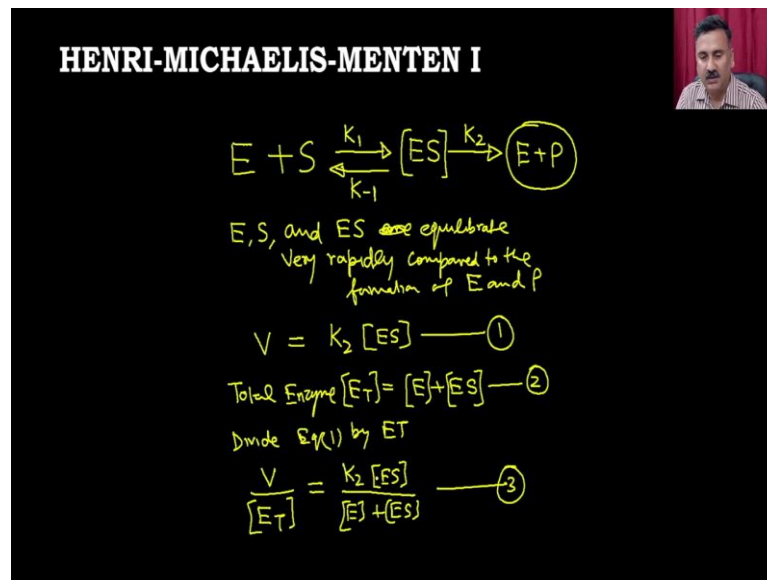 HENRI-MICHAELIS-MENTEN I
E + S ⇌ [ES] → E+P
K1 K2
K-1
E, S, and ES equilibrate
very rapidly compared to the
formation of E and P
V = K2 [ES] —— 1
Total Enzyme [ET] = [E]+[ES] — 2
Divide Eq(1) by ET
V / [ET] = K2 [ES] / [E] + [ES] —— 3